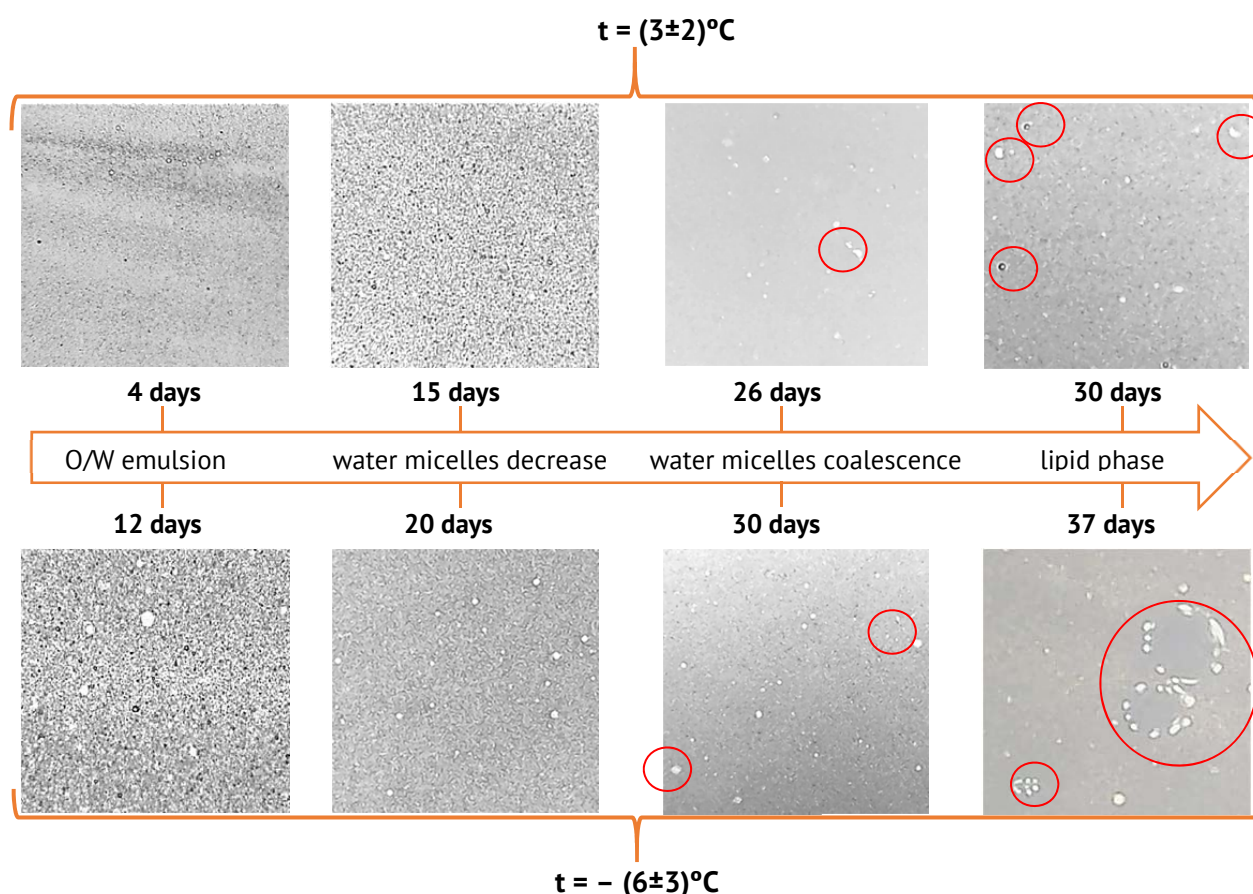 t = (3±2)ºC
4 days 15 days 26 days 30 days
O/W emulsion water micelles decrease water micelles coalescence lipid phase
12 days 20 days 30 days 37 days
t = – (6±3)ºC